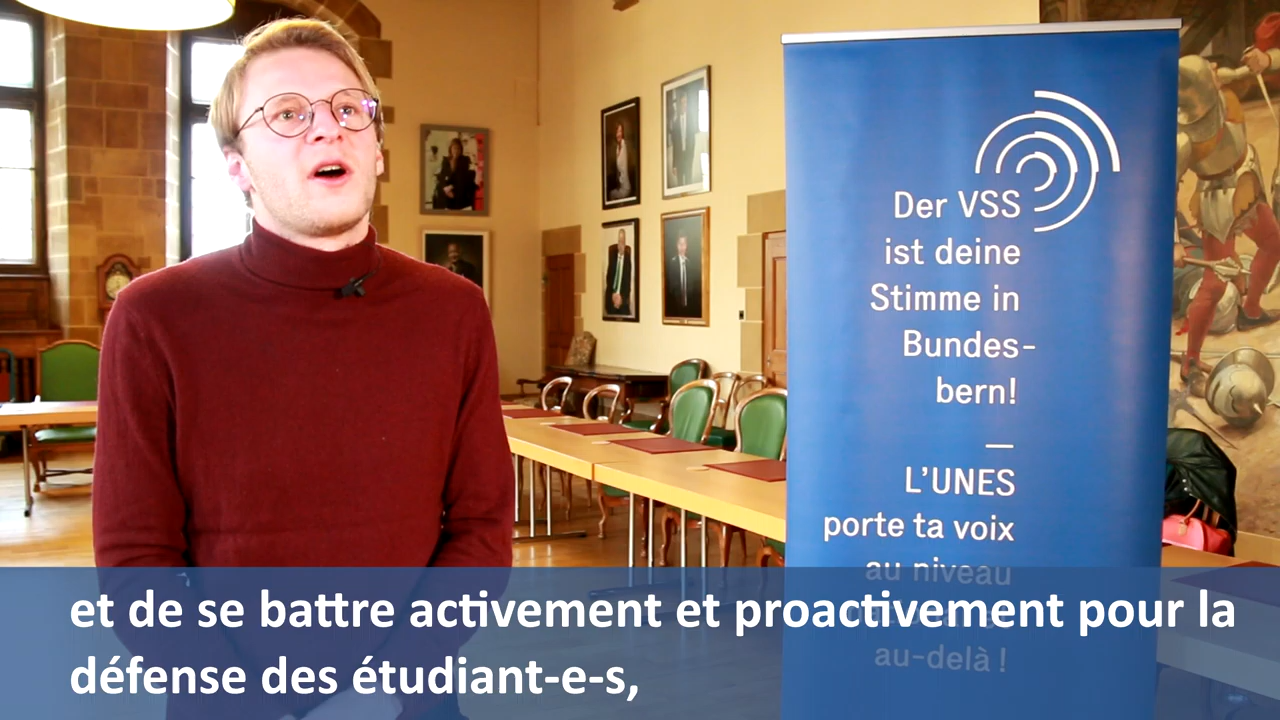 Der VSS
ist deine
Stimme in
Bundes-
bern!
—
L'UNES
porte ta voix
au niveau
au-delà !
et de se battre activement et proactivement pour la
défense des étudiant-e-s,